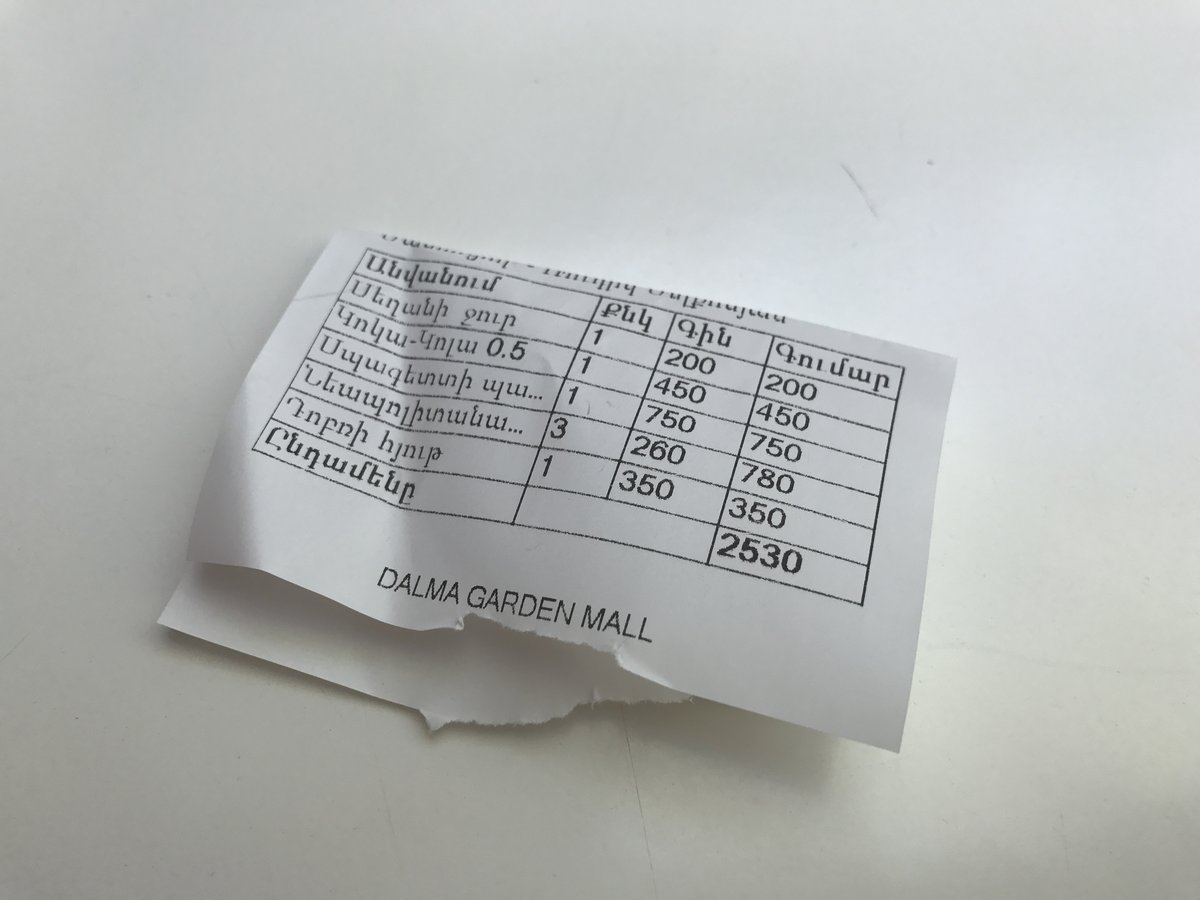 Անվանում Քնկ Գին Գումար
Սեղանի ջուր 1 200 200
Կոկա-Կոլա 0.5 1 450 450
Սպագետտի պա... 1 750 750
Նեապոլիտանա... 3 260 780
Դոբռի հյութ 1 350 350
Ընդամենը 2530
DALMA GARDEN MALL